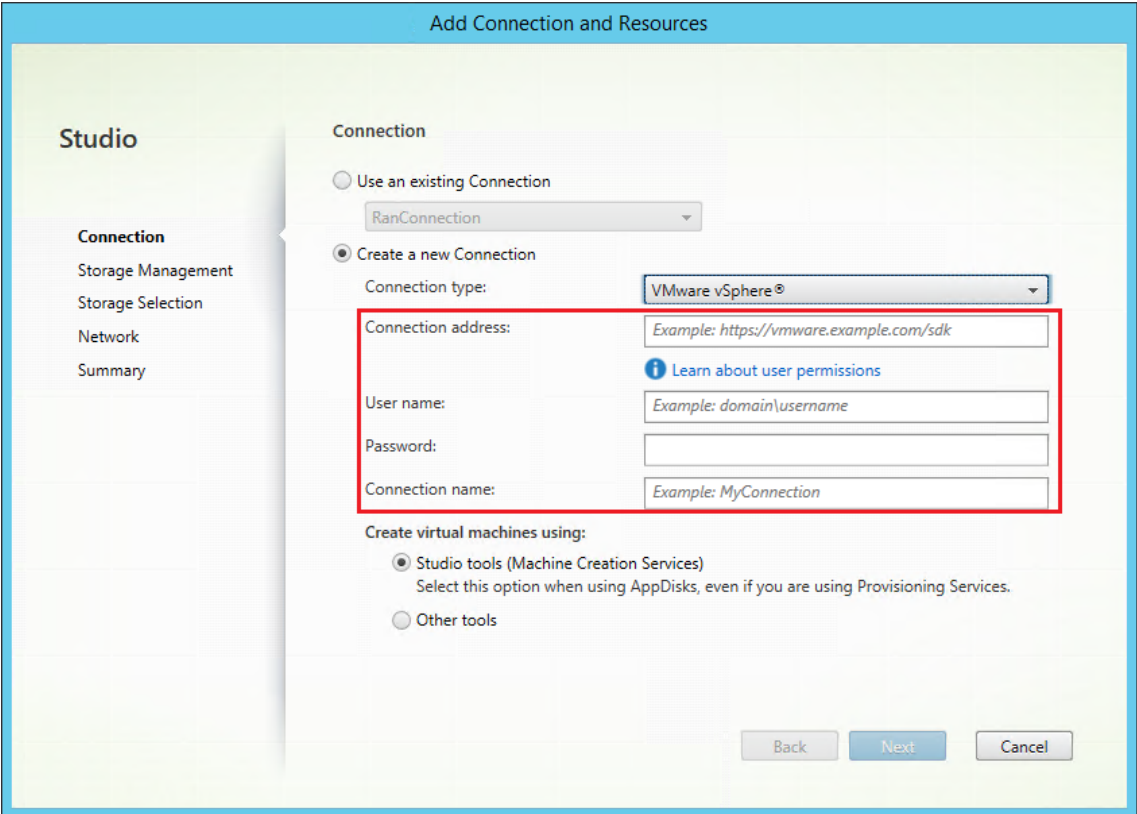 Add Connection and Resources
Studio
Connection
Storage Management
Storage Selection
Network
Summary
Connection
Use an existing Connection
RanConnection
Create a new Connection
Connection type: VMware vSphere®
Connection address: Example: https://vmware.example.com/sdk
Learn about user permissions
User name: Example: domain\username
Password:
Connection name: Example: MyConnection
Create virtual machines using:
Studio tools (Machine Creation Services)
Select this option when using AppDisks, even if you are using Provisioning Services.
Other tools
Back Next Cancel